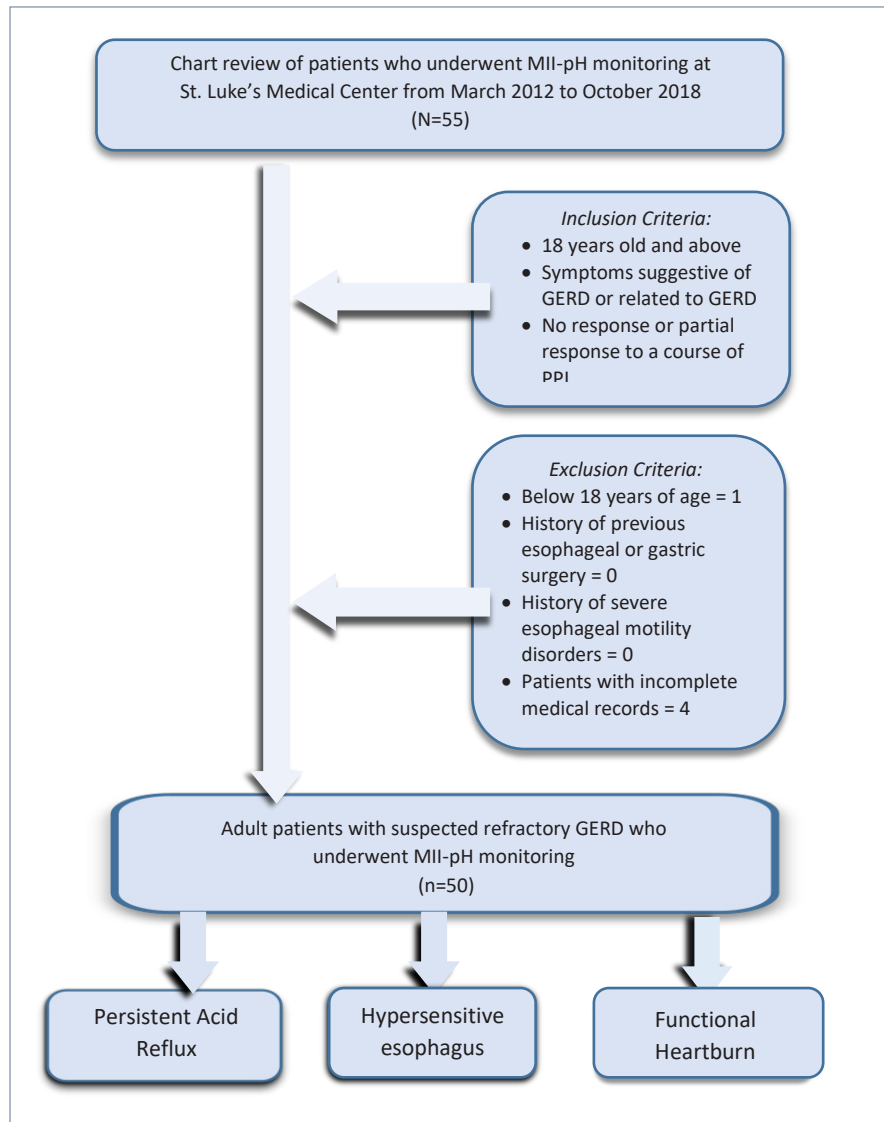 Chart review of patients who underwent MII-pH monitoring at
St. Luke’s Medical Center from March 2012 to October 2018
(N=55)
Inclusion Criteria:
• 18 years old and above
• Symptoms suggestive of
GERD or related to GERD
• No response or partial
response to a course of
PPI
Exclusion Criteria:
• Below 18 years of age = 1
• History of previous
esophageal or gastric
surgery = 0
• History of severe
esophageal motility
disorders = 0
• Patients with incomplete
medical records = 4
Adult patients with suspected refractory GERD who
underwent MII-pH monitoring
(n=50)
Persistent Acid
Reflux
Hypersensitive
esophagus
Functional
Heartburn